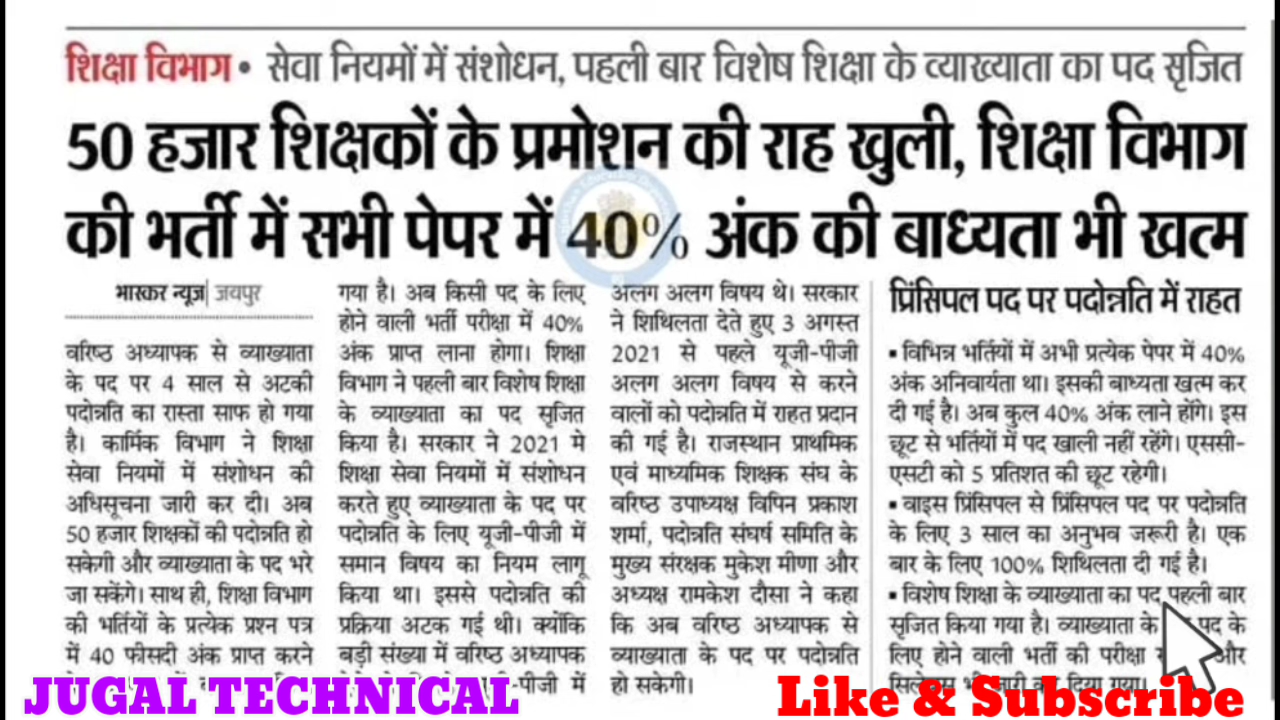 शिक्षा विभाग • सेवा नियमों में संशोधन, पहली बार विशेष शिक्षा के व्याख्याता का पद सृजित
50 हजार शिक्षकों के प्रमोशन की राह खुली, शिक्षा विभाग
की भर्ती में सभी पेपर में 40% अंक की बाध्यता भी खत्म
भास्कर न्यूज | जयपुर
वरिष्ठ अध्यापक से व्याख्याता
के पद पर 4 साल से अटकी
पदोन्नति का रास्ता साफ हो गया
है। कार्मिक विभाग ने शिक्षा
सेवा नियमों में संशोधन की
अधिसूचना जारी कर दी। अब
50 हजार शिक्षकों की पदोन्नति हो
सकेगी और व्याख्याता के पद भरे
जा सकेंगे। साथ ही, शिक्षा विभाग
की भर्तियों के प्रत्येक प्रश्न पत्र
में 40 फीसदी अंक प्राप्त करने
गया है। अब किसी पद के लिए
होने वाली भर्ती परीक्षा में 40%
अंक प्राप्त लाना होगा। शिक्षा
विभाग ने पहली बार विशेष शिक्षा
के व्याख्याता का पद सृजित
किया है। सरकार ने 2021 मे
शिक्षा सेवा नियमों में संशोधन
करते हुए व्याख्याता के पद पर
पदोन्नति के लिए यूजी-पीजी में
समान विषय का नियम लागू
किया था। इससे पदोन्नति की
प्रक्रिया अटक गई थी। क्योंकि
बड़ी संख्या में वरिष्ठ अध्यापक
-पीजी में
अलग अलग विषय थे। सरकार
ने शिथिलता देते हुए 3 अगस्त
2021 से पहले यूजी-पीजी
अलग अलग विषय से करने
वालों को पदोन्नति में राहत प्रदान
की गई है। राजस्थान प्राथमिक
एवं माध्यमिक शिक्षक संघ के
वरिष्ठ उपाध्यक्ष विपिन प्रकाश
शर्मा, पदोन्नति संघर्ष समिति के
मुख्य संरक्षक मुकेश मीणा और
अध्यक्ष रामकेश दौसा ने कहा
कि अब वरिष्ठ अध्यापक से
व्याख्याता के पद पर पदोन्नति
हो सकेगी।
प्रिंसिपल पद पर पदोन्नति में राहत
▪ विभिन्न भर्तियों में अभी प्रत्येक पेपर में 40%
अंक अनिवार्यता था। इसकी बाध्यता खत्म कर
दी गई है। अब कुल 40% अंक लाने होंगे। इस
छूट से भर्तियों में पद खाली नहीं रहेंगे। एससी-
एसटी को 5 प्रतिशत की छूट रहेगी।
▪ वाइस प्रिंसिपल से प्रिंसिपल पद पर पदोन्नति
के लिए 3 साल का अनुभव जरूरी है। एक
बार के लिए 100% शिथिलता दी गई है।
▪ विशेष शिक्षा के व्याख्याता का पद पहली बार
सृजित किया गया है। व्याख्याता के पद के
लिए होने वाली भर्ती की परीक्षा और
जारी कर दिया गया।
JUGAL TECHNICAL
Like & Subscribe